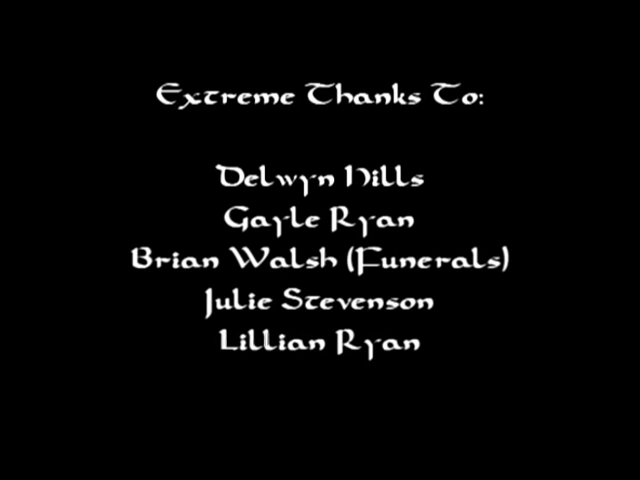 Extreme Thanks To:
Delwyn Hills
Gayle Ryan
Brian Walsh (Funerals)
Julie Stevenson
Lillian Ryan